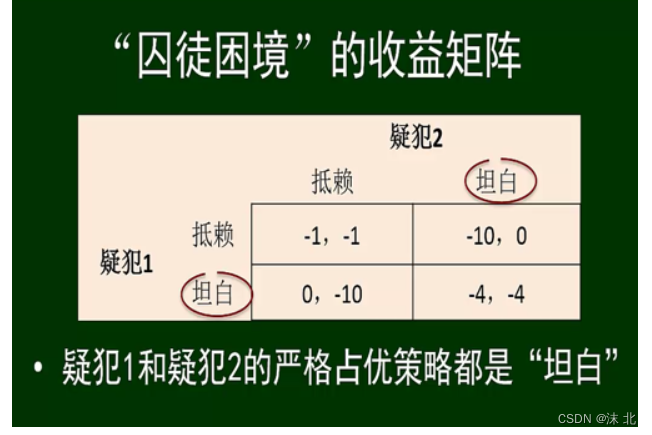 “囚徒困境”的收益矩阵
疑犯2
抵赖 坦白
抵赖 -1，-1 -10，0
疑犯1
坦白 0，-10 -4，-4
• 疑犯1和疑犯2的严格占优策略都是“坦白”
CSDN @沫 北